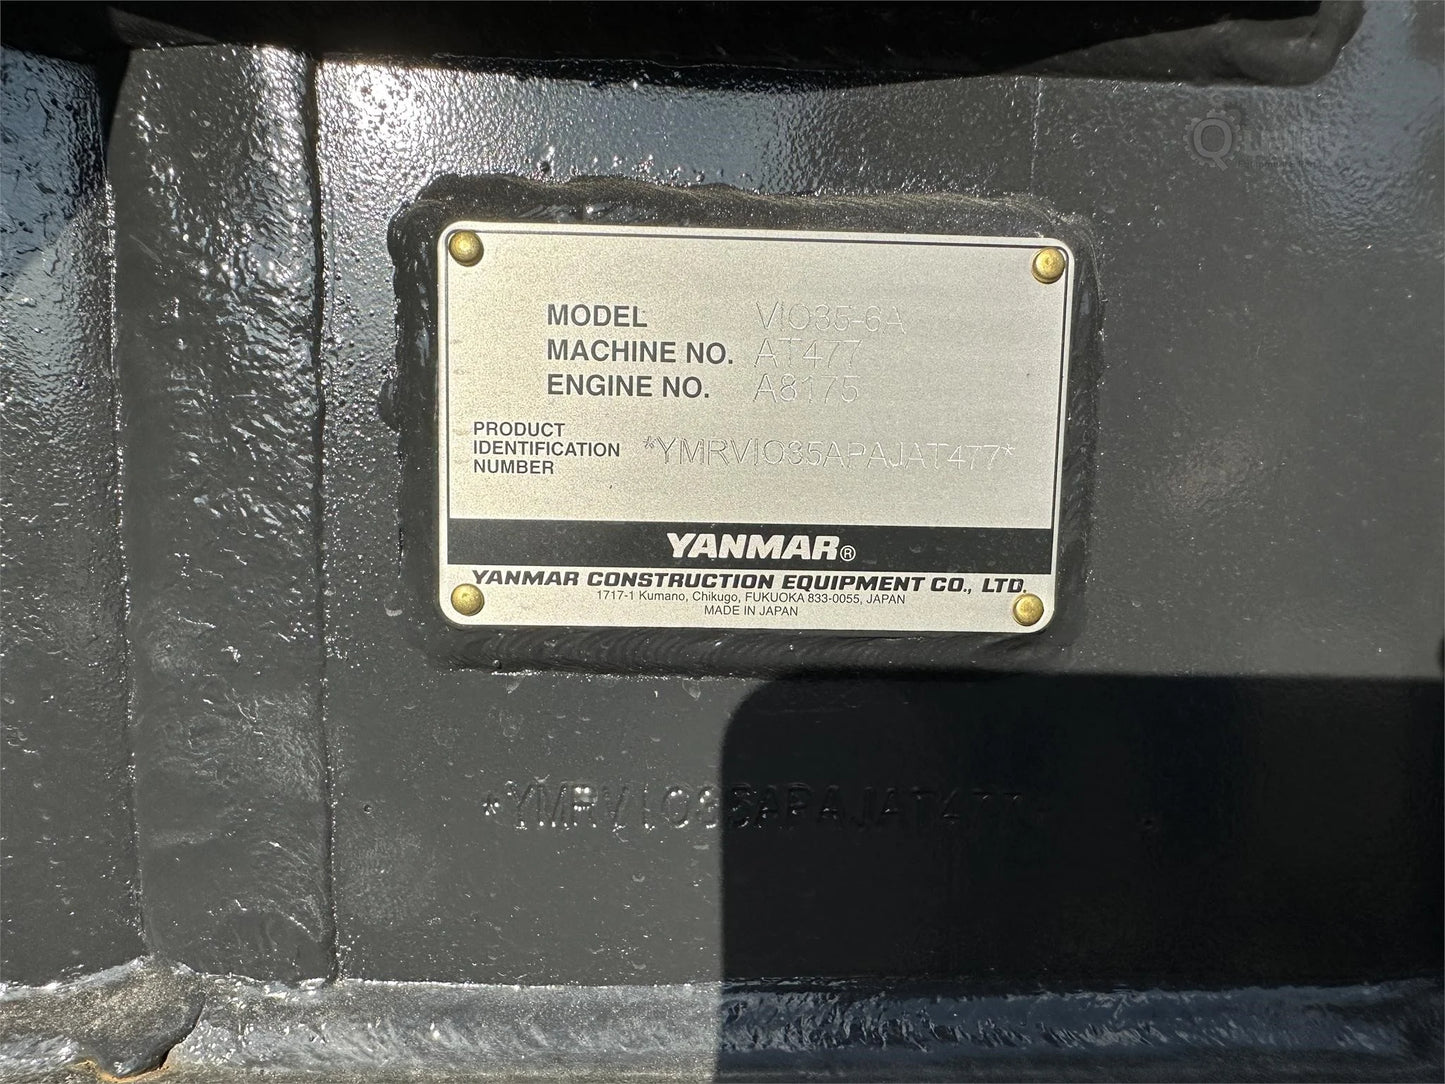 MODEL VIO35-6A
MACHINE NO. AT477
ENGINE NO. A8175
PRODUCT
IDENTIFICATION
NUMBER
*YMRVIO35APAJAT477*
YANMAR®
YANMAR CONSTRUCTION EQUIPMENT CO., LTD.
1717-1 Kumano, Chikugo, FUKUOKA 833-0055, JAPAN
MADE IN JAPAN
*YMRVIO35APAJAT477